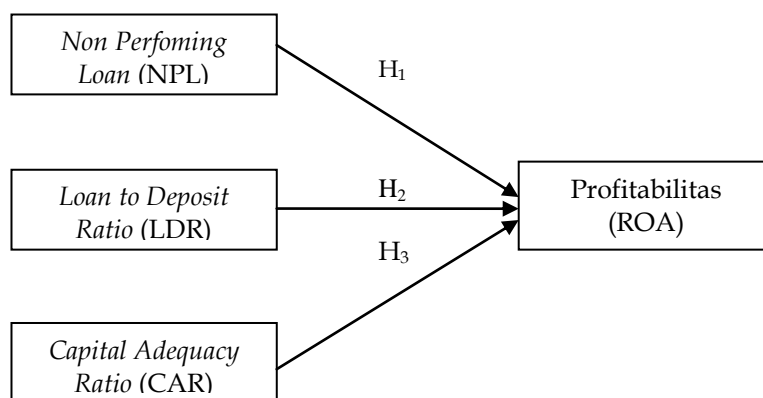 Non Perfoming
Loan (NPL)
H₁
Loan to Deposit
Ratio (LDR)
H₂
Profitabilitas
(ROA)
H₃
Capital Adequacy
Ratio (CAR)